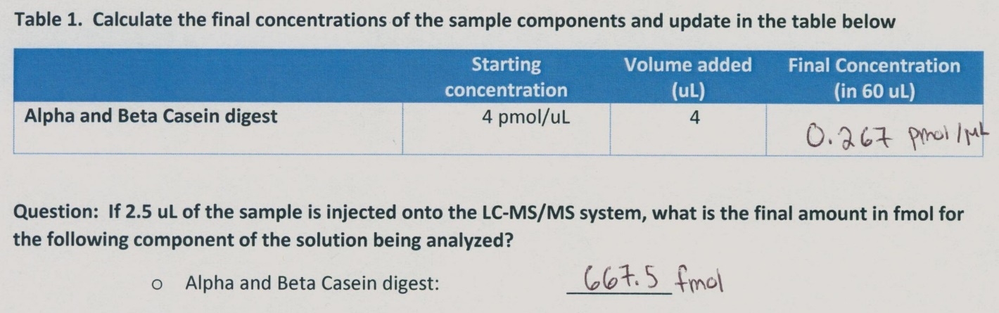 Table 1.  Calculate the final concentrations of the sample components and update in the table below
Starting concentration
Volume added (uL)
Final Concentration (in 60 uL)
Alpha and Beta Casein digest
4 pmol/uL
4
0.267 pmol/µL
Question:  If 2.5 uL of the sample is injected onto the LC-MS/MS system, what is the final amount in fmol for
the following component of the solution being analyzed?
o Alpha and Beta Casein digest: 667.5 fmol